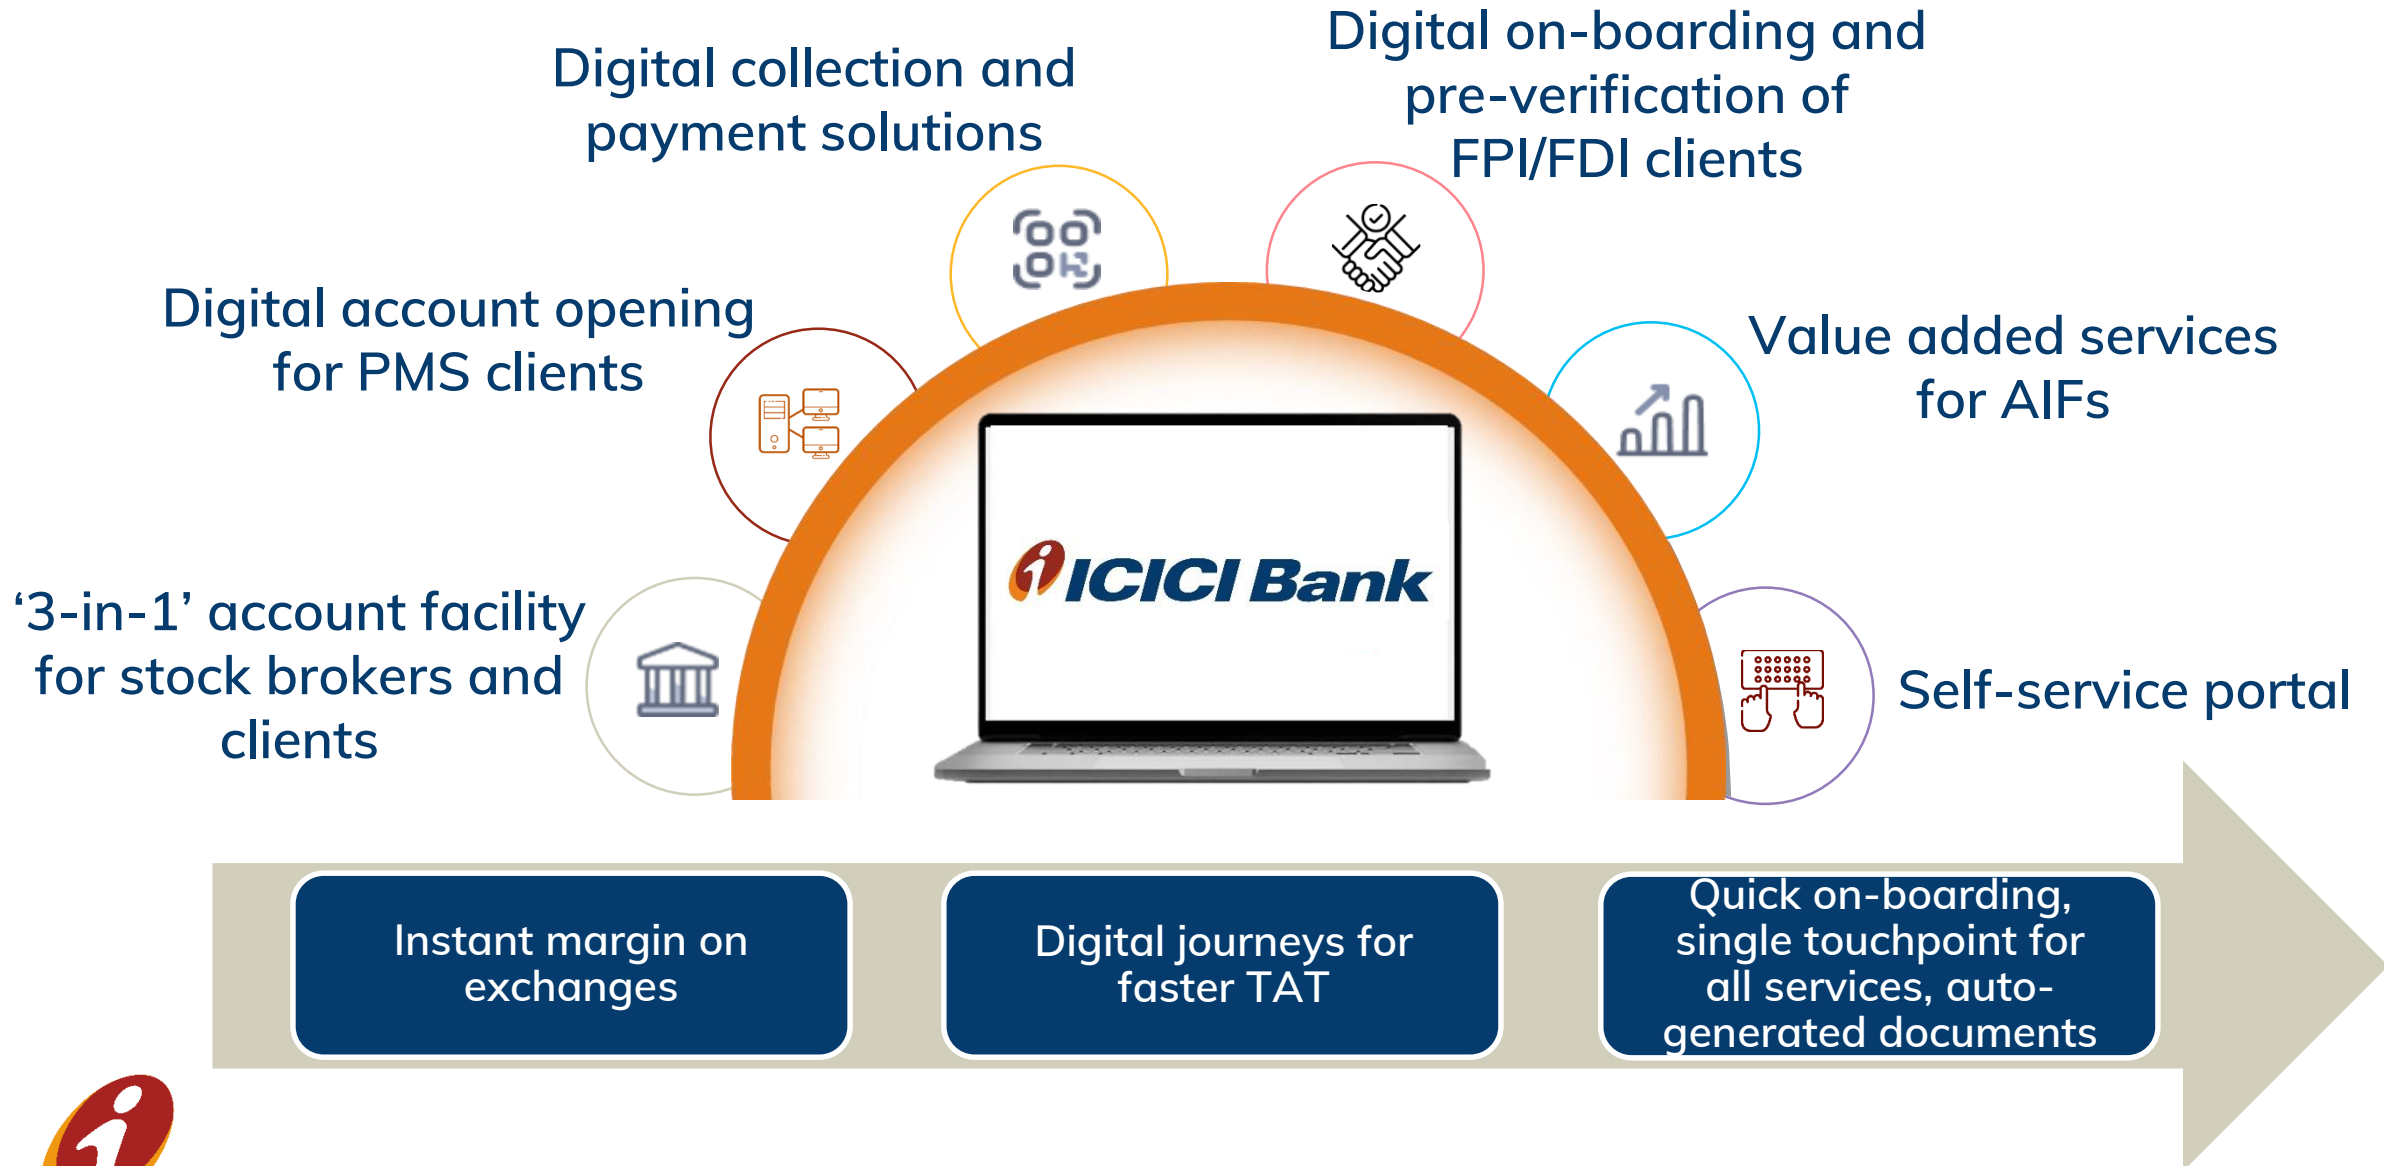 Digital collection and
payment solutions
Digital on-boarding and
pre-verification of
FPI/FDI clients
Digital account opening
for PMS clients
Value added services
for AIFs
‘3-in-1’ account facility
for stock brokers and
clients
ICICI Bank
Self-service portal
Instant margin on
exchanges
Digital journeys for
faster TAT
Quick on-boarding,
single touchpoint for
all services, auto-
generated documents